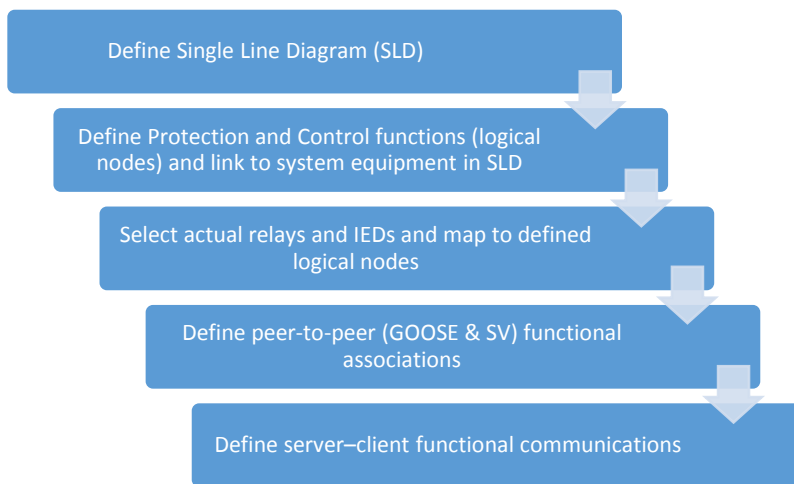 Define Single Line Diagram (SLD)
Define Protection and Control functions (logical
nodes) and link to system equipment in SLD
Select actual relays and IEDs and map to defined
logical nodes
Define peer-to-peer (GOOSE & SV) functional
associations
Define server–client functional communications